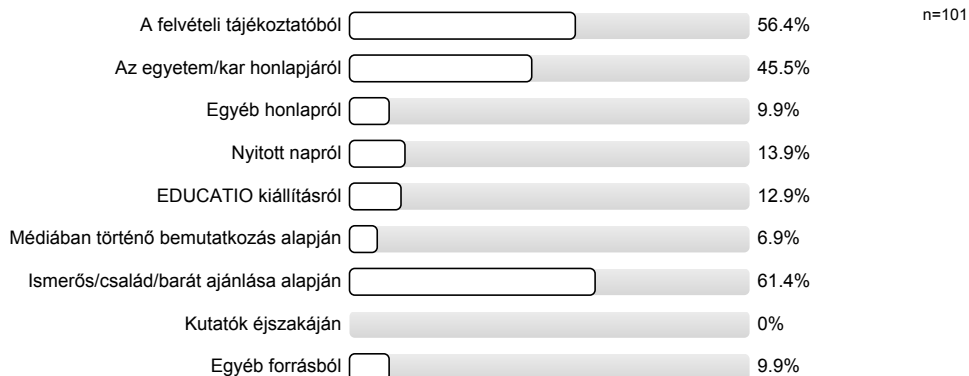 A felvételi tájékoztatóból 56.4% n=101
Az egyetem/kar honlapjáról 45.5%
Egyéb honlapról 9.9%
Nyitott napról 13.9%
EDUCATIO kiállításról 12.9%
Médiában történő bemutatkozás alapján 6.9%
Ismerős/család/barát ajánlása alapján 61.4%
Kutatók éjszakáján 0%
Egyéb forrásból 9.9%